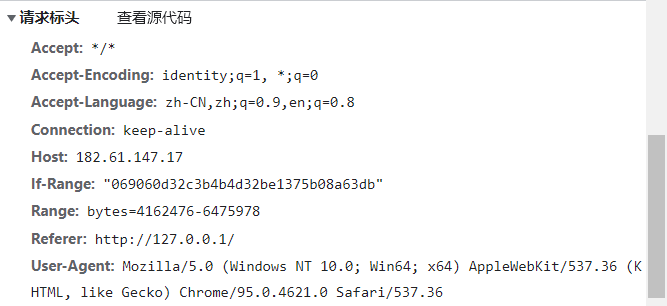 请求标头 查看源代码
Accept: */*
Accept-Encoding: identity;q=1, *;q=0
Accept-Language: zh-CN,zh;q=0.9,en;q=0.8
Connection: keep-alive
Host: 182.61.147.17
If-Range: "069060d32c3b4b4d32be1375b08a63db"
Range: bytes=4162476-6475978
Referer: http://127.0.0.1/
User-Agent: Mozilla/5.0 (Windows NT 10.0; Win64; x64) AppleWebKit/537.36 (K
HTML, like Gecko) Chrome/95.0.4621.0 Safari/537.36